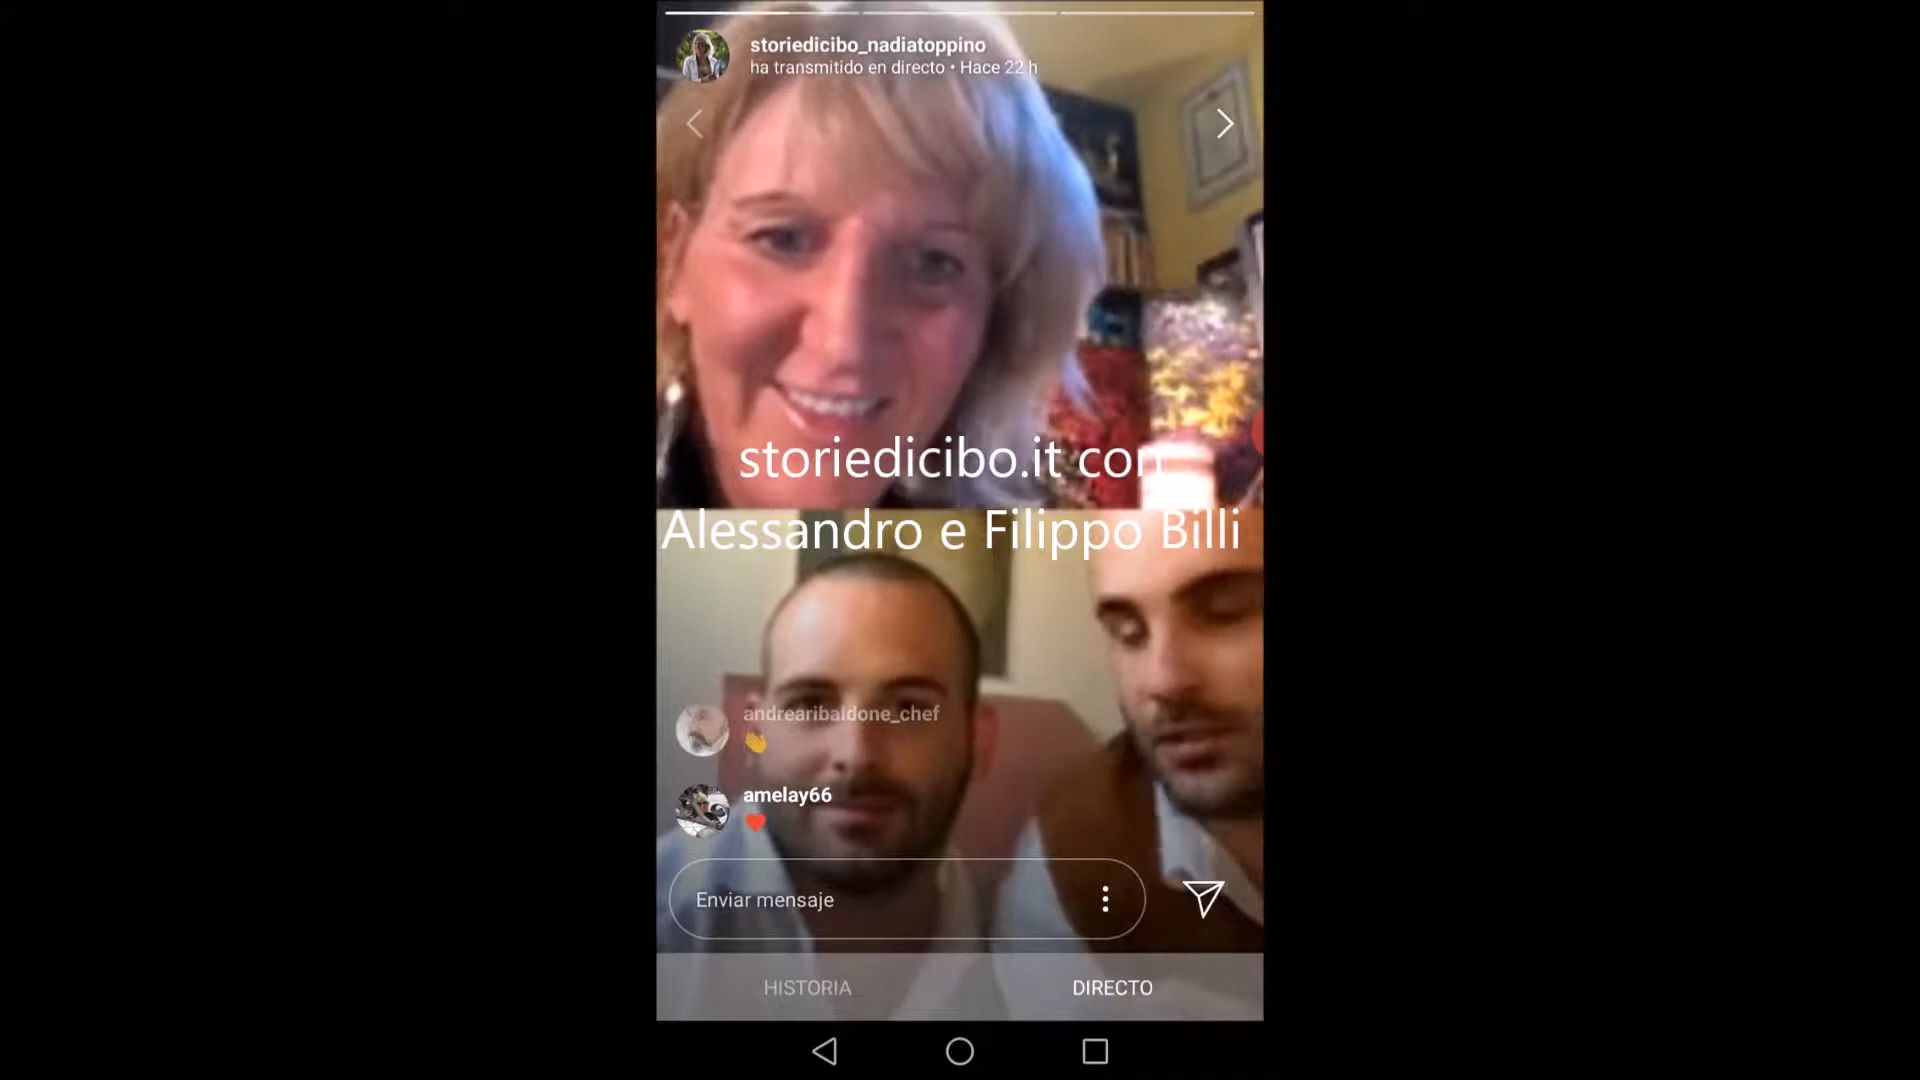 storiedicibo_nadiatoppino
ha transmitido en directo • Hace 22 h
storiedicibo.it con
Alessandro e Filippo Billi
andrearibaldone_chef
👏
amelay66
❤️
Enviar mensaje
HISTORIA DIRECTO